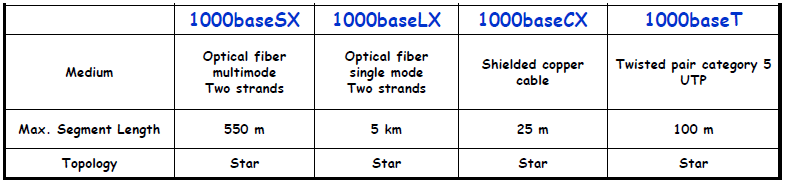 1000baseSX 1000baseLX 1000baseCX 1000baseT
Medium
Optical fiber
multimode
Two strands
Optical fiber
single mode
Two strands
Shielded copper
cable
Twisted pair category 5
UTP
Max. Segment Length 550 m 5 km 25 m 100 m
Topology Star Star Star Star